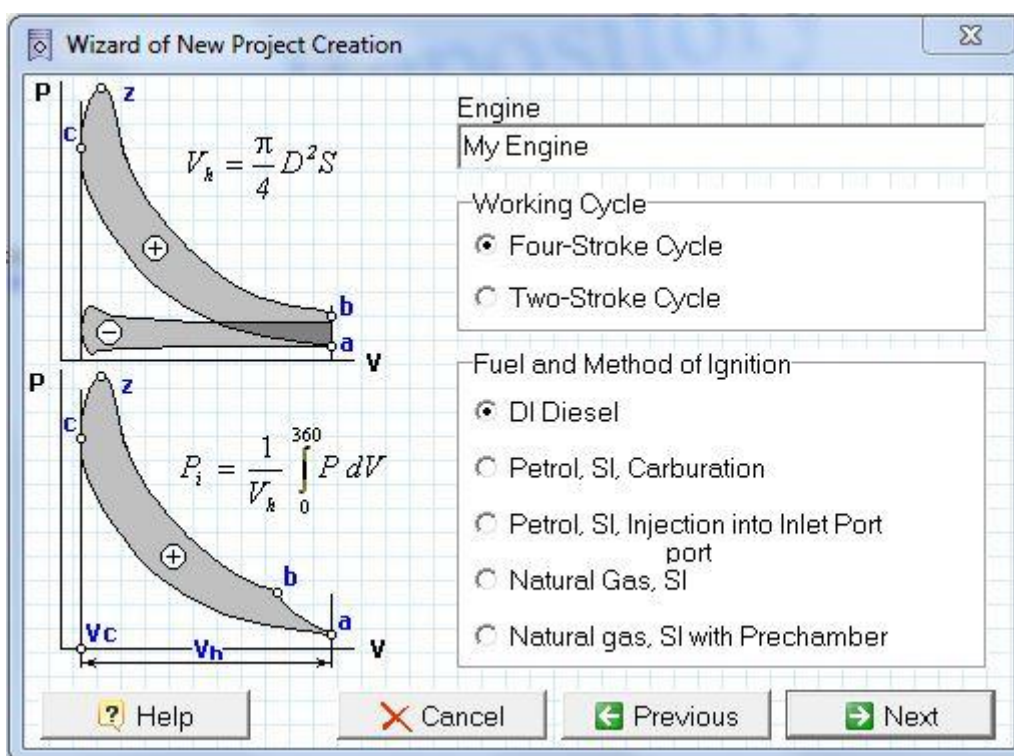 Wizard of New Project Creation
P
z
c
V_h = π/4 D²S
+
b
−
a
V
P
z
c
P_i = 1/V_h ∫₀³⁶⁰ P dV
+
b
a
Vc
Vh
V
Engine
My Engine
Working Cycle
Four-Stroke Cycle
Two-Stroke Cycle
Fuel and Method of Ignition
DI Diesel
Petrol, SI, Carburation
Petrol, SI, Injection into Inlet Port
port
Natural Gas, SI
Natural gas, SI with Prechamber
? Help
Cancel
Previous
Next